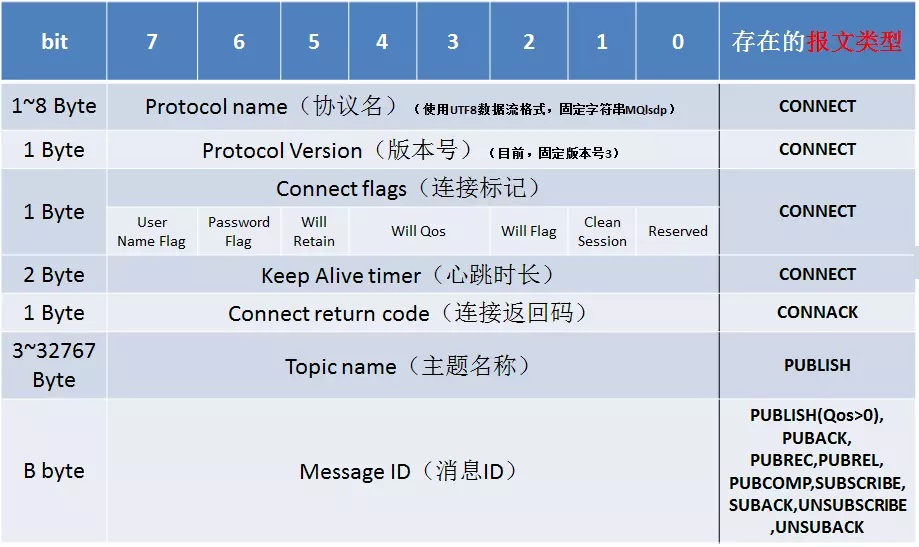 bit 7 6 5 4 3 2 1 0 存在的报文类型
1~8 Byte Protocol name（协议名）（使用UTF8数据流格式，固定字符串MQlsdp） CONNECT
1 Byte Protocol Version（版本号）（目前，固定版本号3） CONNECT
1 Byte Connect flags（连接标记） CONNECT
User Name Flag Password Flag Will Retain Will Qos Will Flag Clean Session Reserved
2 Byte Keep Alive timer（心跳时长） CONNECT
1 Byte Connect return code（连接返回码） CONNACK
3~32767 Byte Topic name（主题名称） PUBLISH
B byte Message ID（消息ID）
PUBLISH(Qos>0),
PUBACK,
PUBREC,PUBREL,
PUBCOMP,SUBSCRIBE,
SUBACK,UNSUBSCRIBE
,UNSUBACK